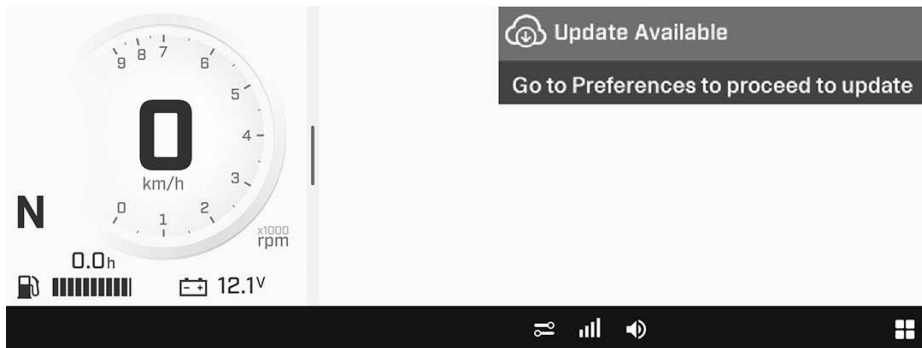 Update Available
Go to Preferences to proceed to update
9 8 7 6
5
4
0
km/h
3
N
0 1 2
x1000
rpm
0.0h
12.1V